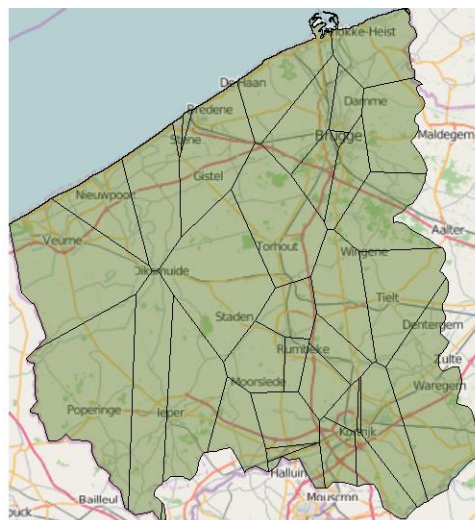 Knokke-Heist
De Haan
Damme
Bredene
Brugge
Maldegem
Stene
Gistel
Nieuwpoort
Aalter
Veurne
Torhout
Wingene
Diksmuide
Tielt
Staden
Dentergem
Rumbeke
Zulte
Moorslede
Waregem
Poperinge
Ieper
Kortrijk
Halluin
Bailleul
Mouscron